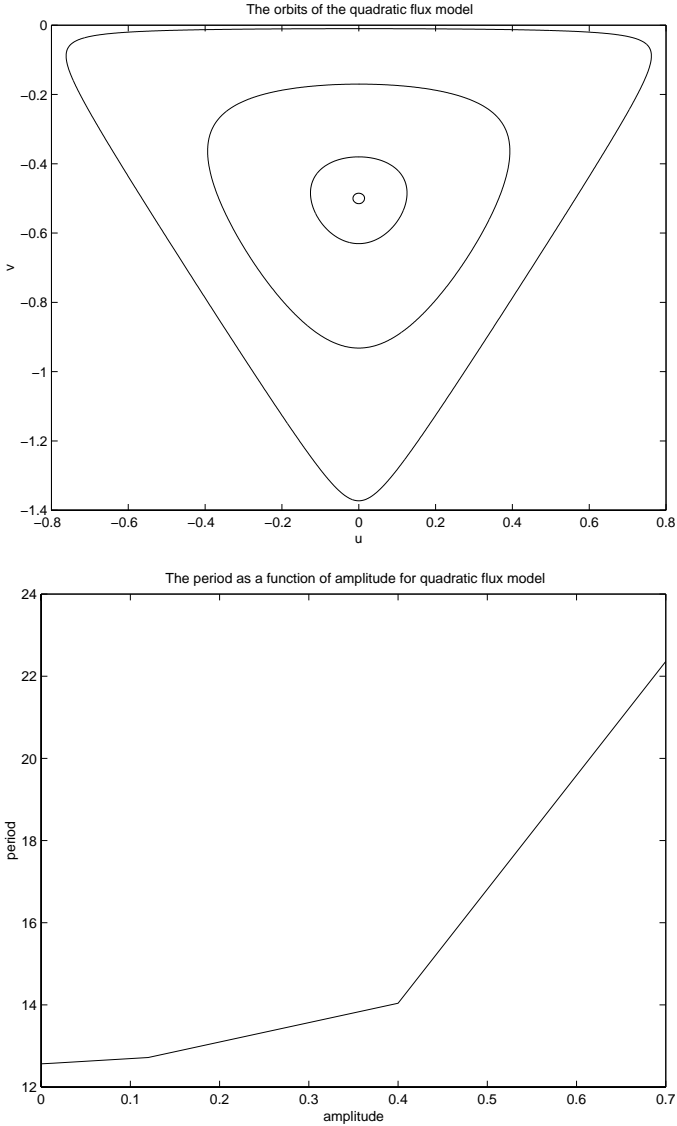 The orbits of the quadratic flux model
0
−0.2
−0.4
−0.6
−0.8
−1
−1.2
−1.4
v
−0.8 −0.6 −0.4 −0.2 0 0.2 0.4 0.6 0.8
u
The period as a function of amplitude for quadratic flux model
24
22
20
18
16
14
12
period
0 0.1 0.2 0.3 0.4 0.5 0.6 0.7
amplitude